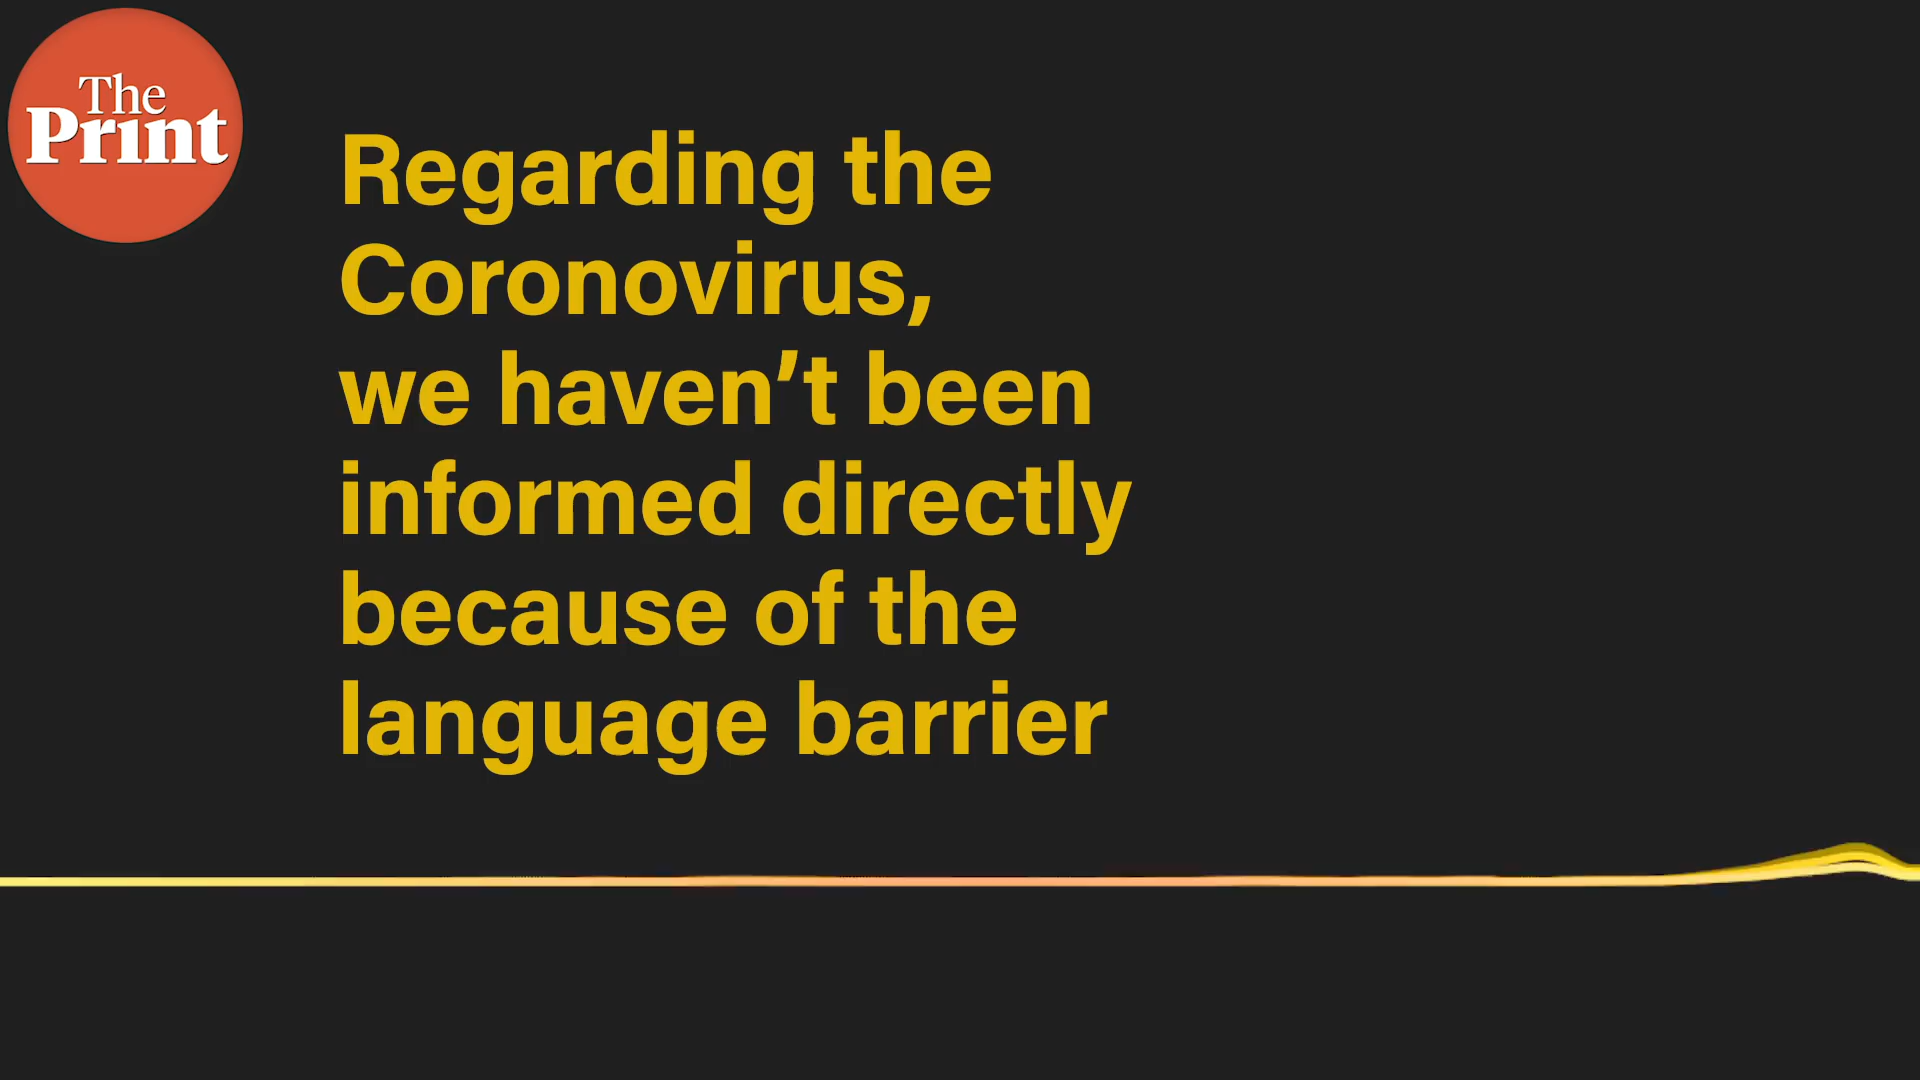 The
Print
Regarding the
Coronovirus,
we haven’t been
informed directly
because of the
language barrier